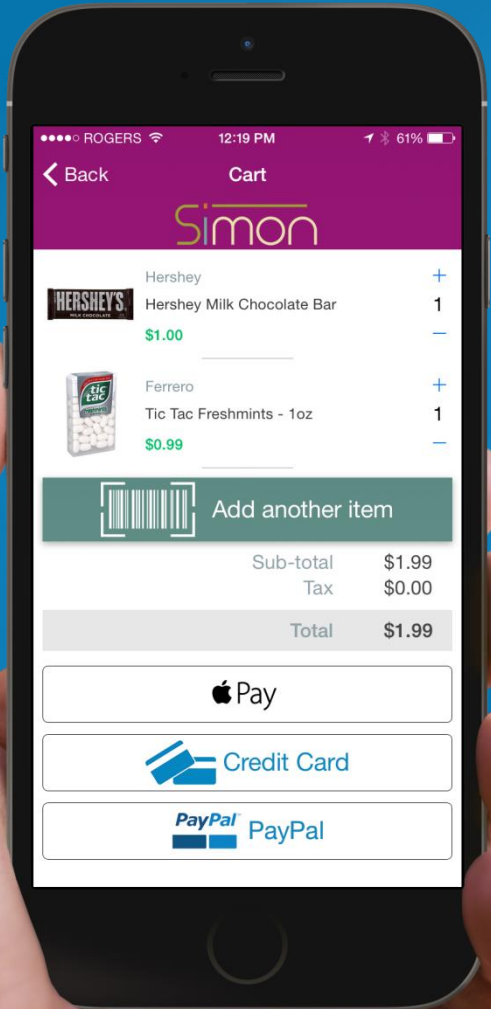 ROGERS 12:19 PM 61%
Back Cart
Simon
Hershey +
HERSHEY'S Hershey Milk Chocolate Bar 1
MILK CHOCOLATE
$1.00 −
Ferrero +
tic tac Tic Tac Freshmints - 1oz 1
$0.99 −
Add another item
Sub-total $1.99
Tax $0.00
Total $1.99
Pay
Credit Card
PayPal PayPal